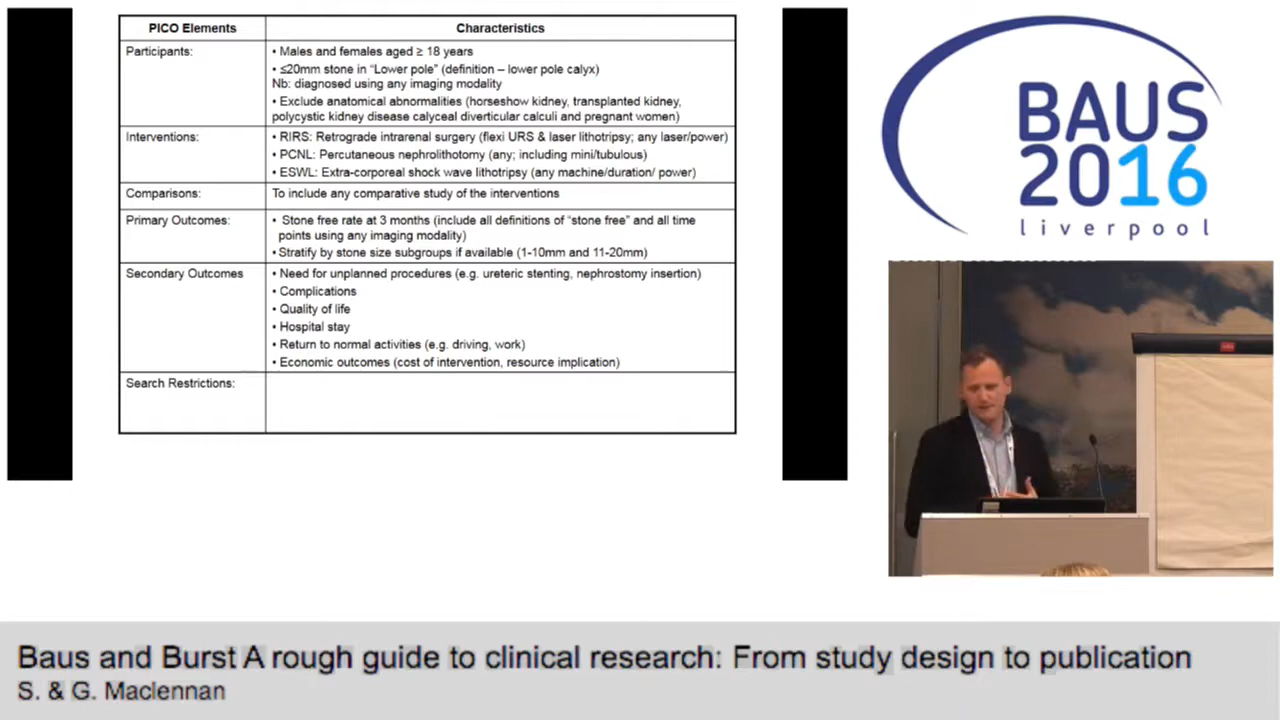 PICO Elements
Characteristics
Participants:
• Males and females aged ≥ 18 years
• ≤20mm stone in “Lower pole” (definition – lower pole calyx)
Nb: diagnosed using any imaging modality
• Exclude anatomical abnormalities (horseshow kidney, transplanted kidney,
polycystic kidney disease calyceal diverticular calculi and pregnant women)
Interventions:
• RIRS: Retrograde intrarenal surgery (flexi URS & laser lithotripsy; any laser/power)
• PCNL: Percutaneous nephrolithotomy (any; including mini/tubulous)
• ESWL: Extra-corporeal shock wave lithotripsy (any machine/duration/ power)
Comparisons:
To include any comparative study of the interventions
Primary Outcomes:
• Stone free rate at 3 months (include all definitions of “stone free” and all time
points using any imaging modality)
• Stratify by stone size subgroups if available (1-10mm and 11-20mm)
Secondary Outcomes
• Need for unplanned procedures (e.g. ureteric stenting, nephrostomy insertion)
• Complications
• Quality of life
• Hospital stay
• Return to normal activities (e.g. driving, work)
• Economic outcomes (cost of intervention, resource implication)
Search Restrictions:
BAUS
2016
liverpool
Baus and Burst A rough guide to clinical research: From study design to publication
S. & G. Maclennan